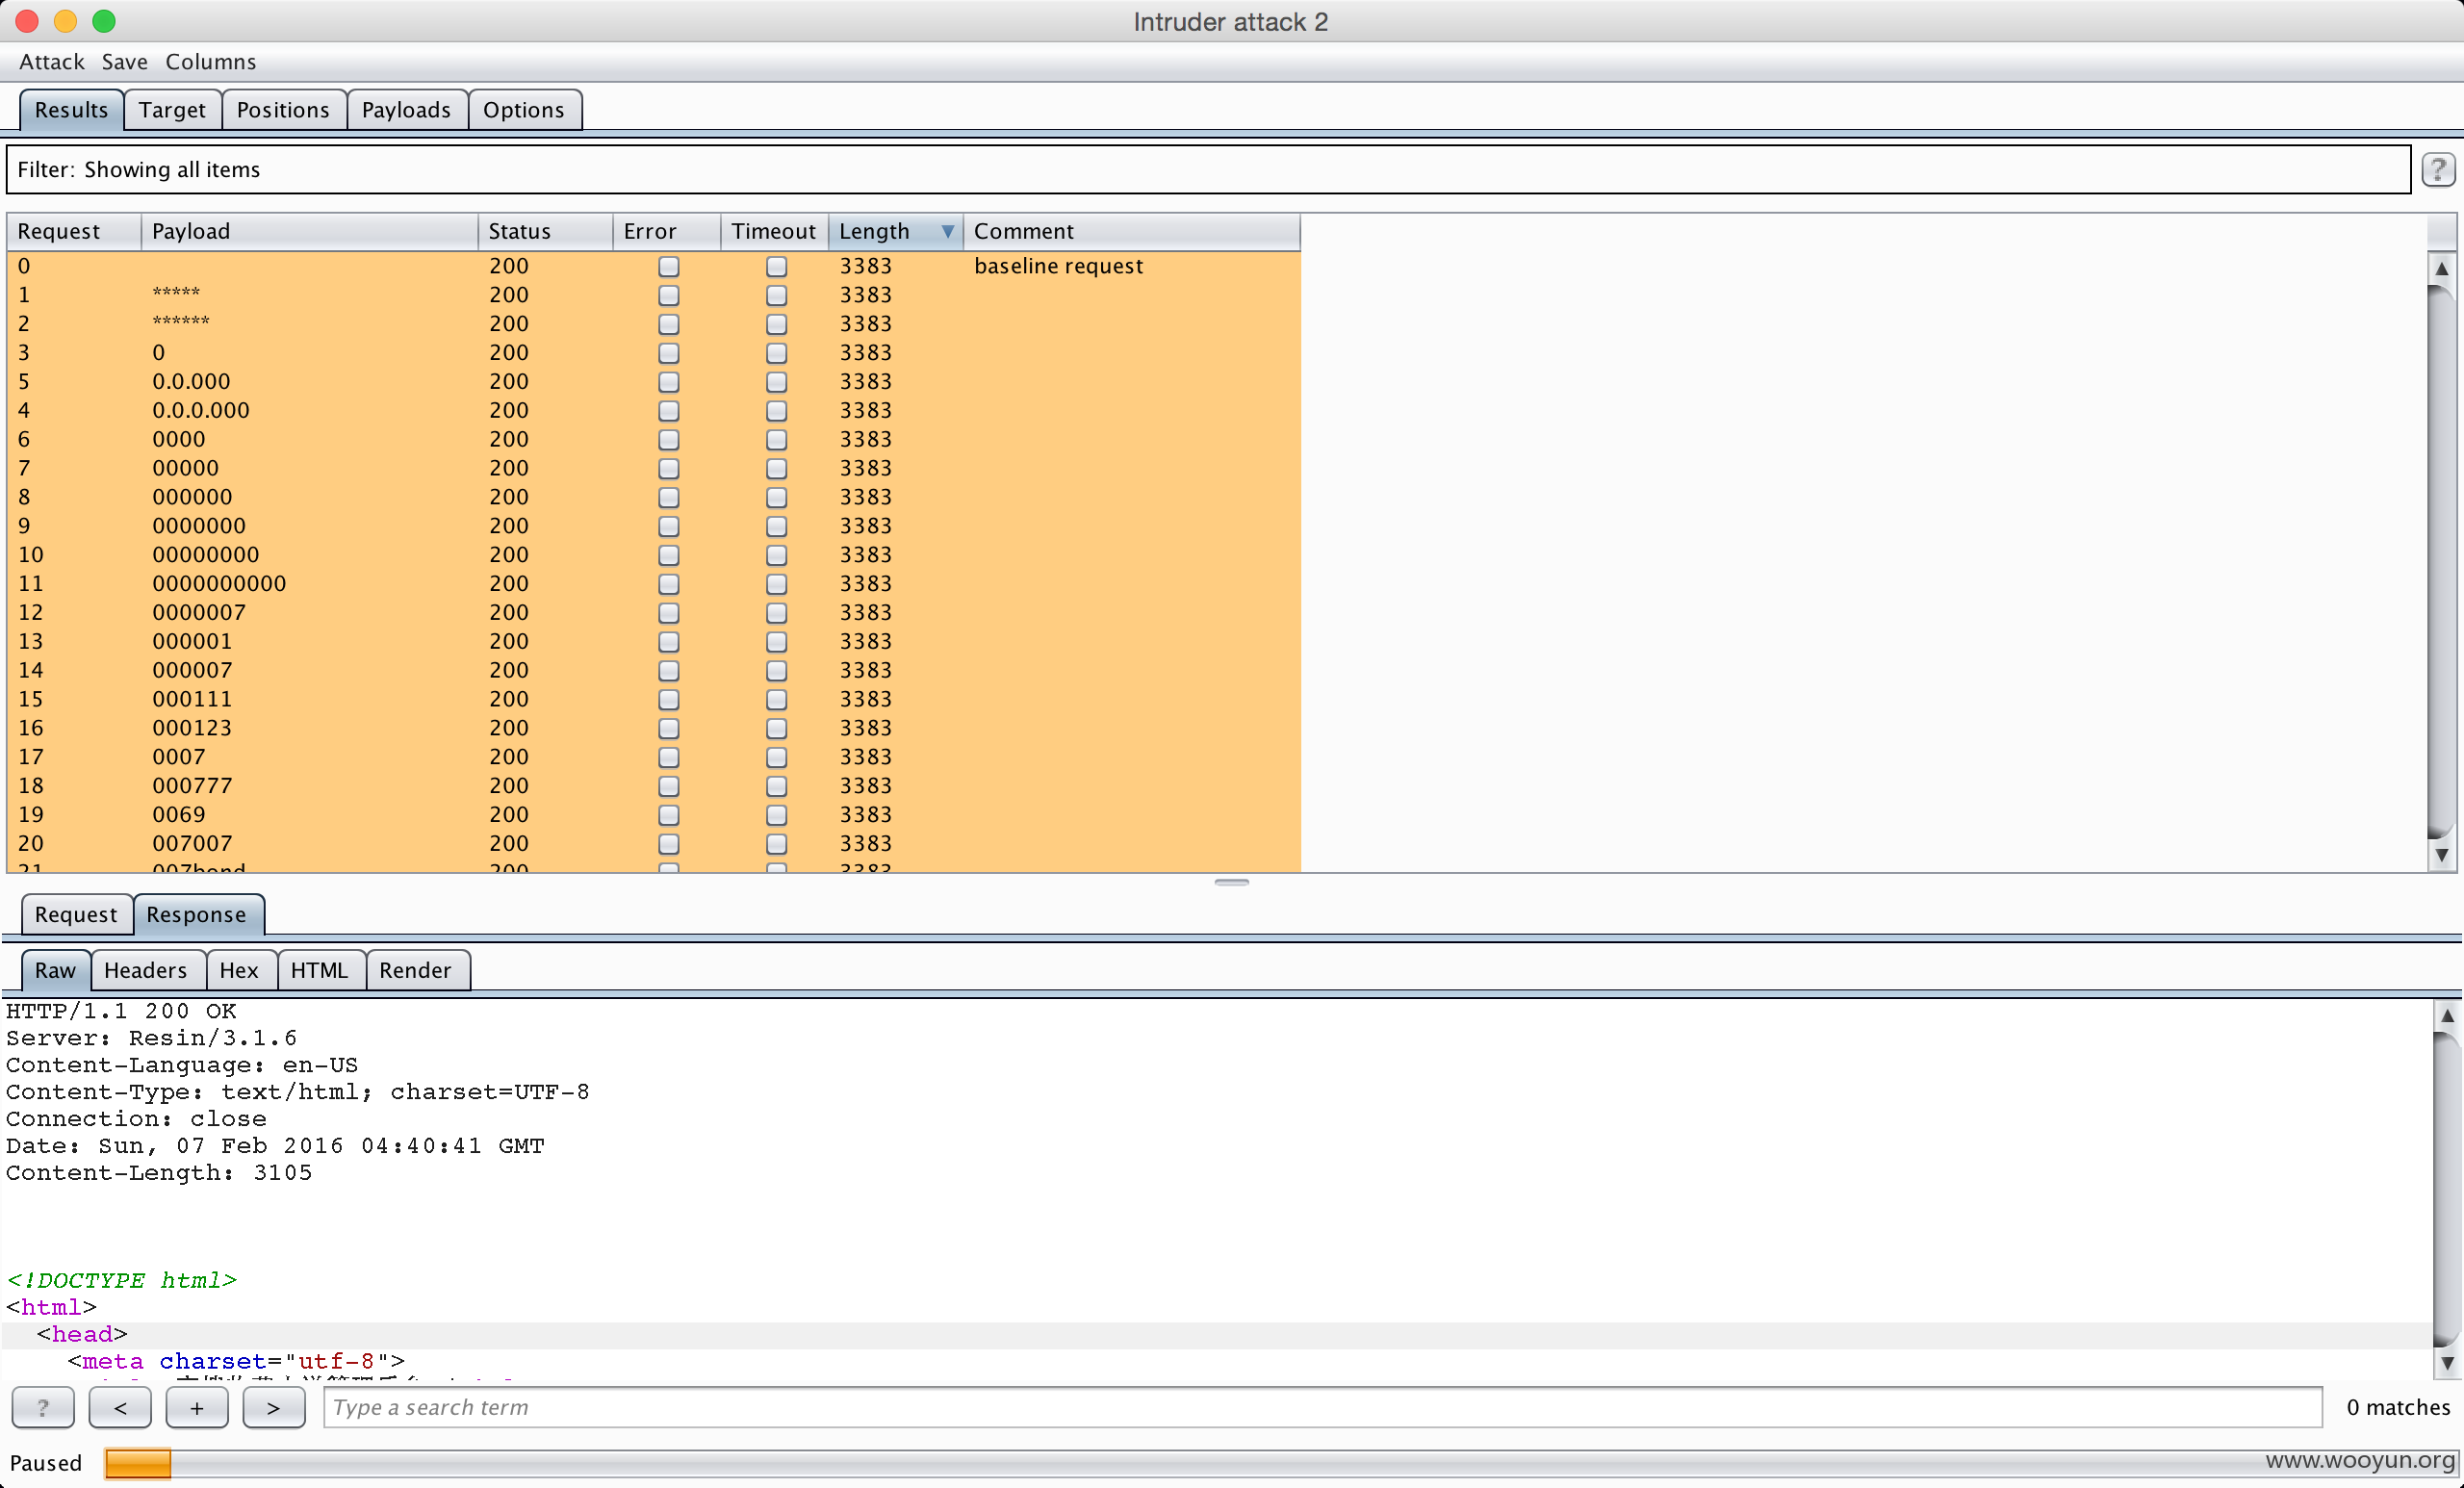 Intruder attack 2
Attack Save Columns
Results Target Positions Payloads Options
Filter: Showing all items
?
Request Payload Status Error Timeout Length Comment
0 200 3383 baseline request
1 ***** 200 3383
2 ****** 200 3383
3 0 200 3383
5 0.0.000 200 3383
4 0.0.0.000 200 3383
6 0000 200 3383
7 00000 200 3383
8 000000 200 3383
9 0000000 200 3383
10 00000000 200 3383
11 0000000000 200 3383
12 0000007 200 3383
13 000001 200 3383
14 000007 200 3383
15 000111 200 3383
16 000123 200 3383
17 0007 200 3383
18 000777 200 3383
19 0069 200 3383
20 007007 200 3383
21 007bond 200 3383
Request Response
Raw Headers Hex HTML Render
HTTP/1.1 200 OK
Server: Resin/3.1.6
Content-Language: en-US
Content-Type: text/html; charset=UTF-8
Connection: close
Date: Sun, 07 Feb 2016 04:40:41 GMT
Content-Length: 3105
<!DOCTYPE html>
<html>
<head>
<meta charset="utf-8">
? < + > Type a search term 0 matches
Paused
www.wooyun.org